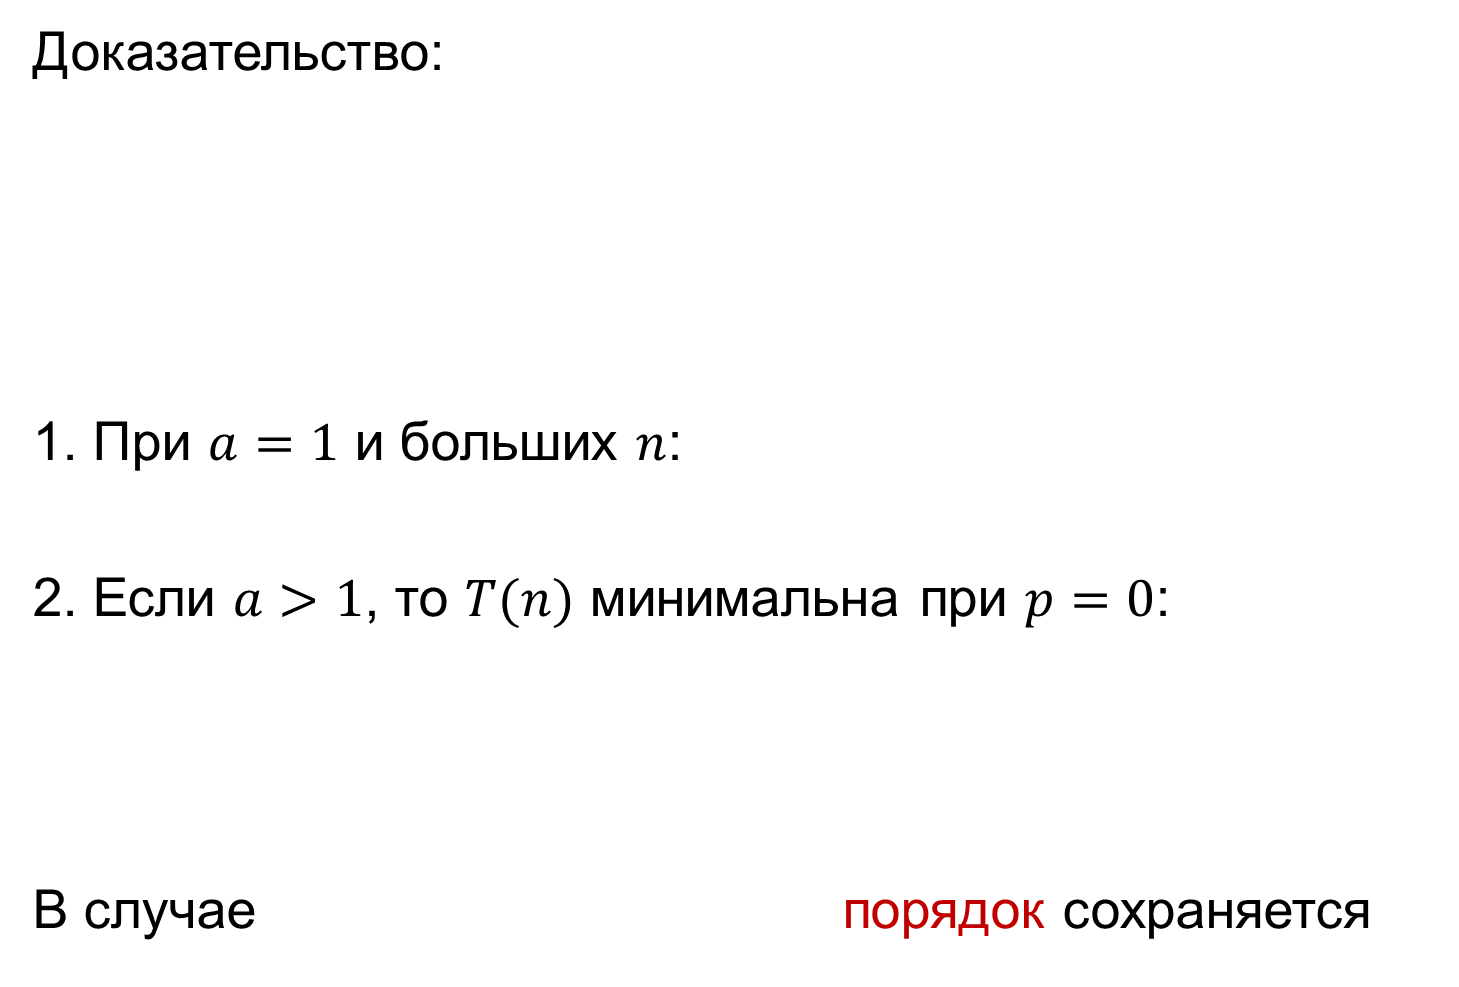 Доказательство:
1. При a = 1 и больших n:
2. Если a > 1, то T(n) минимальна при p = 0:
В случае порядок сохраняется